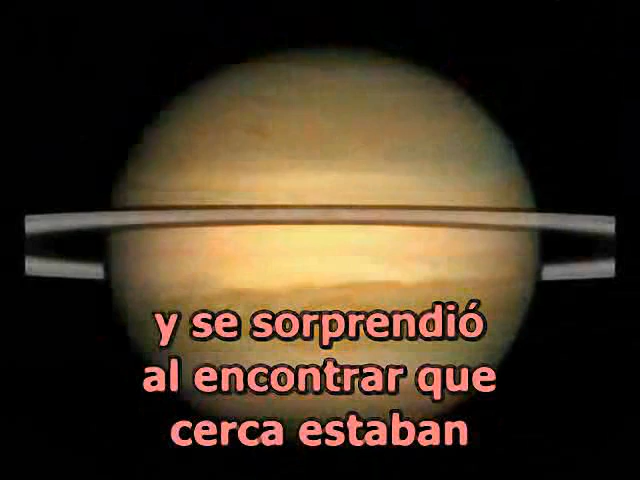 y se sorprendió
al encontrar que
cerca estaban